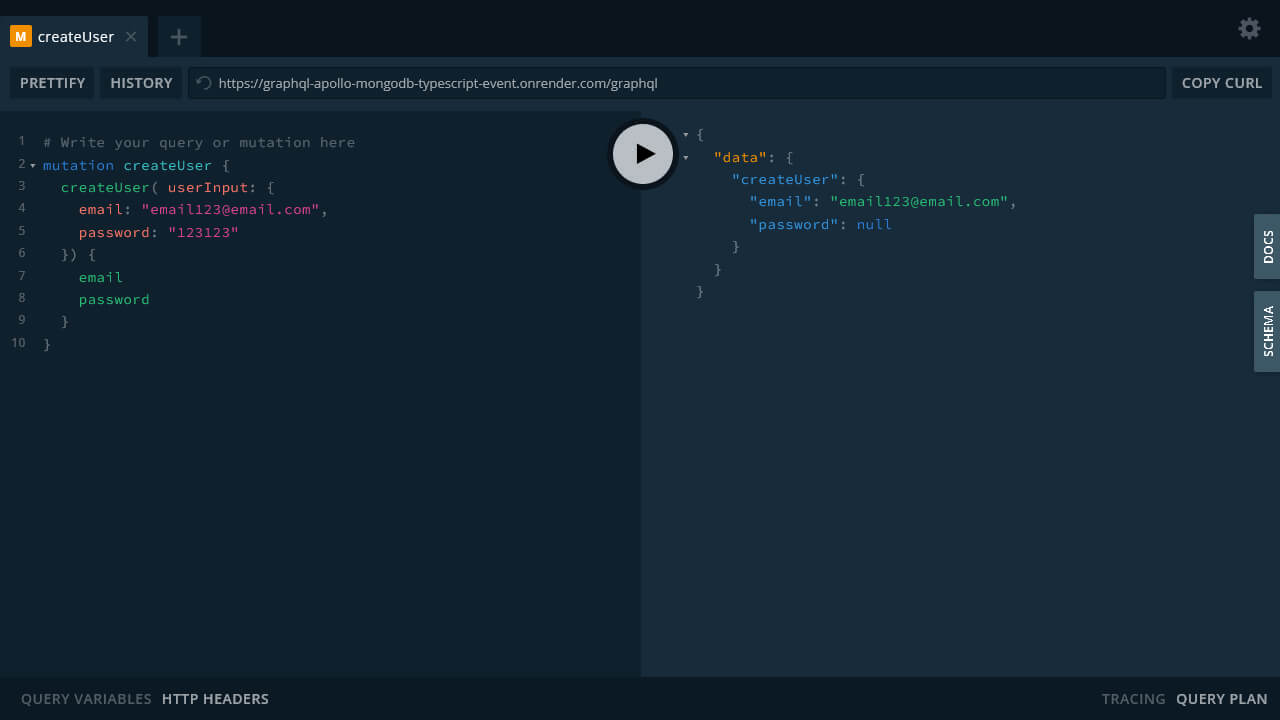 M createUser
PRETTIFY HISTORY https://graphql-apollo-mongodb-typescript-event.onrender.com/graphql COPY CURL
1 # Write your query or mutation here
2 mutation createUser {
3 createUser( userInput: {
4 email: "email123@email.com",
5 password: "123123"
6 }) {
7 email
8 password
9 }
10 }
{
"data": {
"createUser": {
"email": "email123@email.com",
"password": null
}
}
}
DOCS
SCHEMA
QUERY VARIABLES HTTP HEADERS TRACING QUERY PLAN